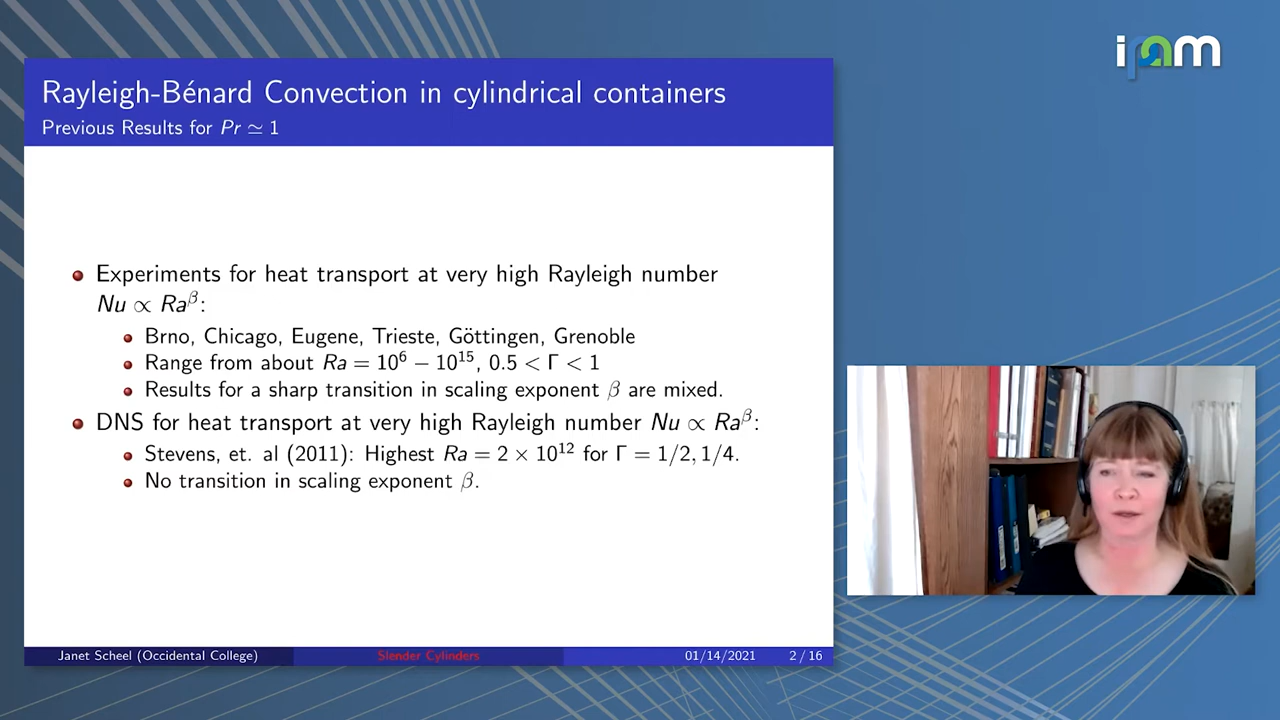 ipam
Rayleigh-Bénard Convection in cylindrical containers
Previous Results for Pr ≃ 1
Experiments for heat transport at very high Rayleigh number
Nu ∝ Ra^β:
Brno, Chicago, Eugene, Trieste, Göttingen, Grenoble
Range from about Ra = 10^6 − 10^15, 0.5 < Γ < 1
Results for a sharp transition in scaling exponent β are mixed.
DNS for heat transport at very high Rayleigh number Nu ∝ Ra^β:
Stevens, et. al (2011): Highest Ra = 2 × 10^12 for Γ = 1/2, 1/4.
No transition in scaling exponent β.
Janet Scheel (Occidental College) Slender Cylinders 01/14/2021 2 / 16